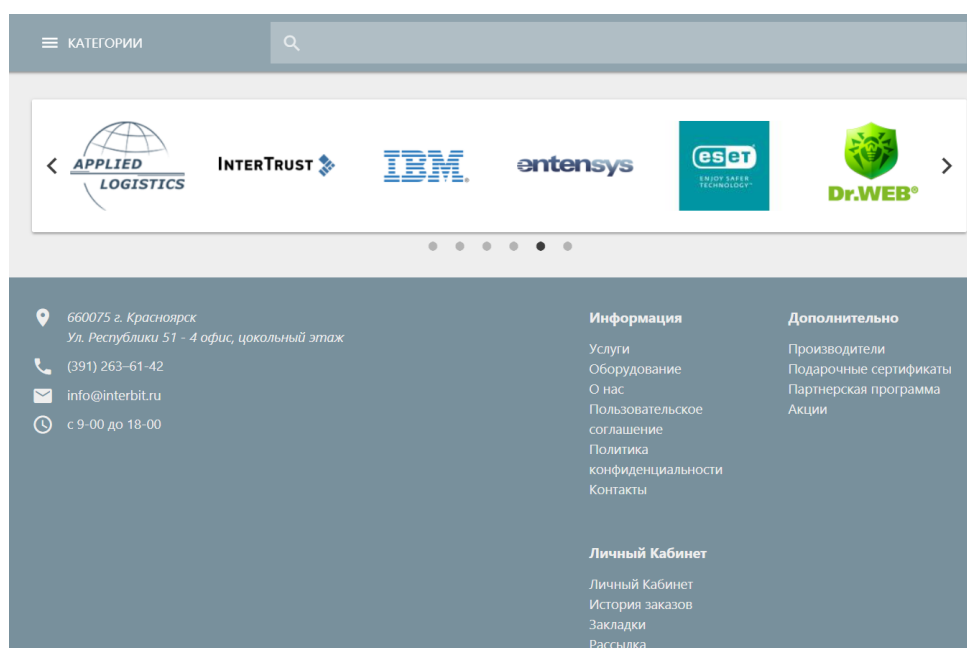 КАТЕГОРИИ
APPLIED
LOGISTICS
INTERTRUST
IBM.
entensys
eseT
ENJOY SAFER
TECHNOLOGY™
Dr.WEB®
660075 г. Красноярск
Ул. Республики 51 - 4 офис, цокольный этаж
(391) 263–61-42
info@interbit.ru
с 9-00 до 18-00
Информация
Услуги
Оборудование
О нас
Пользовательское
соглашение
Политика
конфиденциальности
Контакты
Дополнительно
Производители
Подарочные сертификаты
Партнерская программа
Акции
Личный Кабинет
Личный Кабинет
История заказов
Закладки
Рассылка